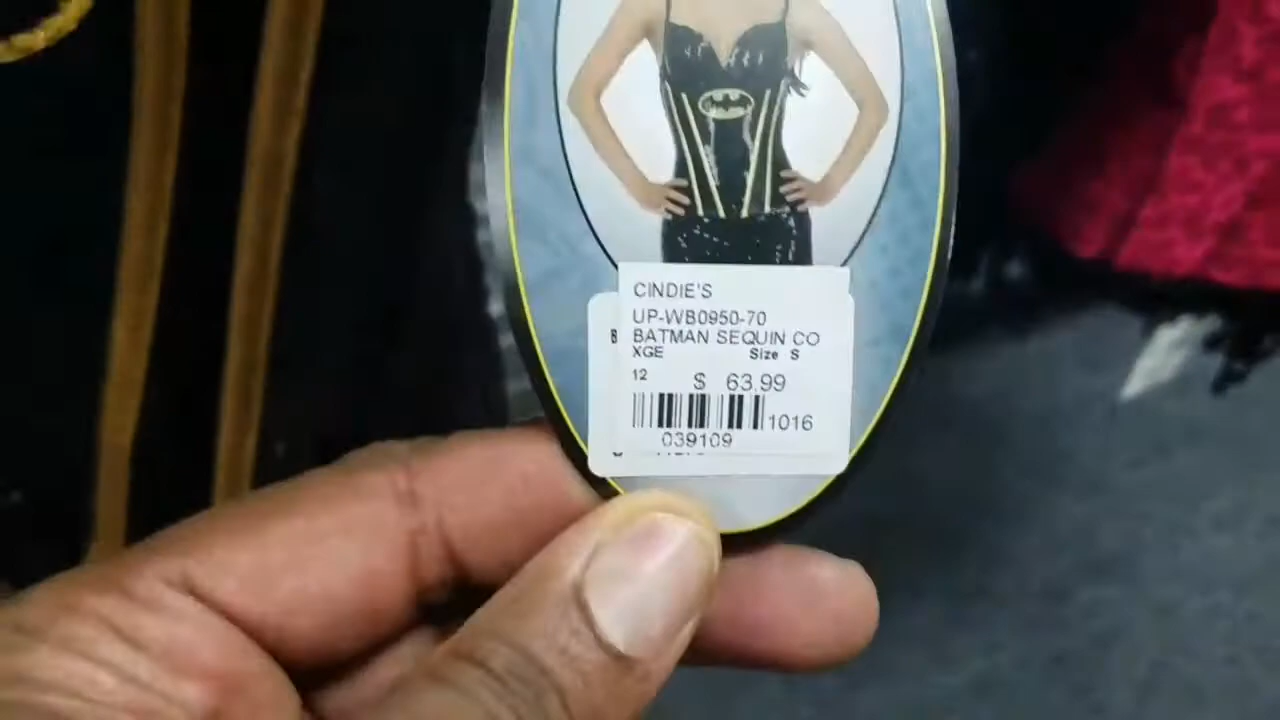 CINDIE'S
UP-WB0950-70
BATMAN SEQUIN CO
XGE Size S
12 $ 63.99
1016
039109